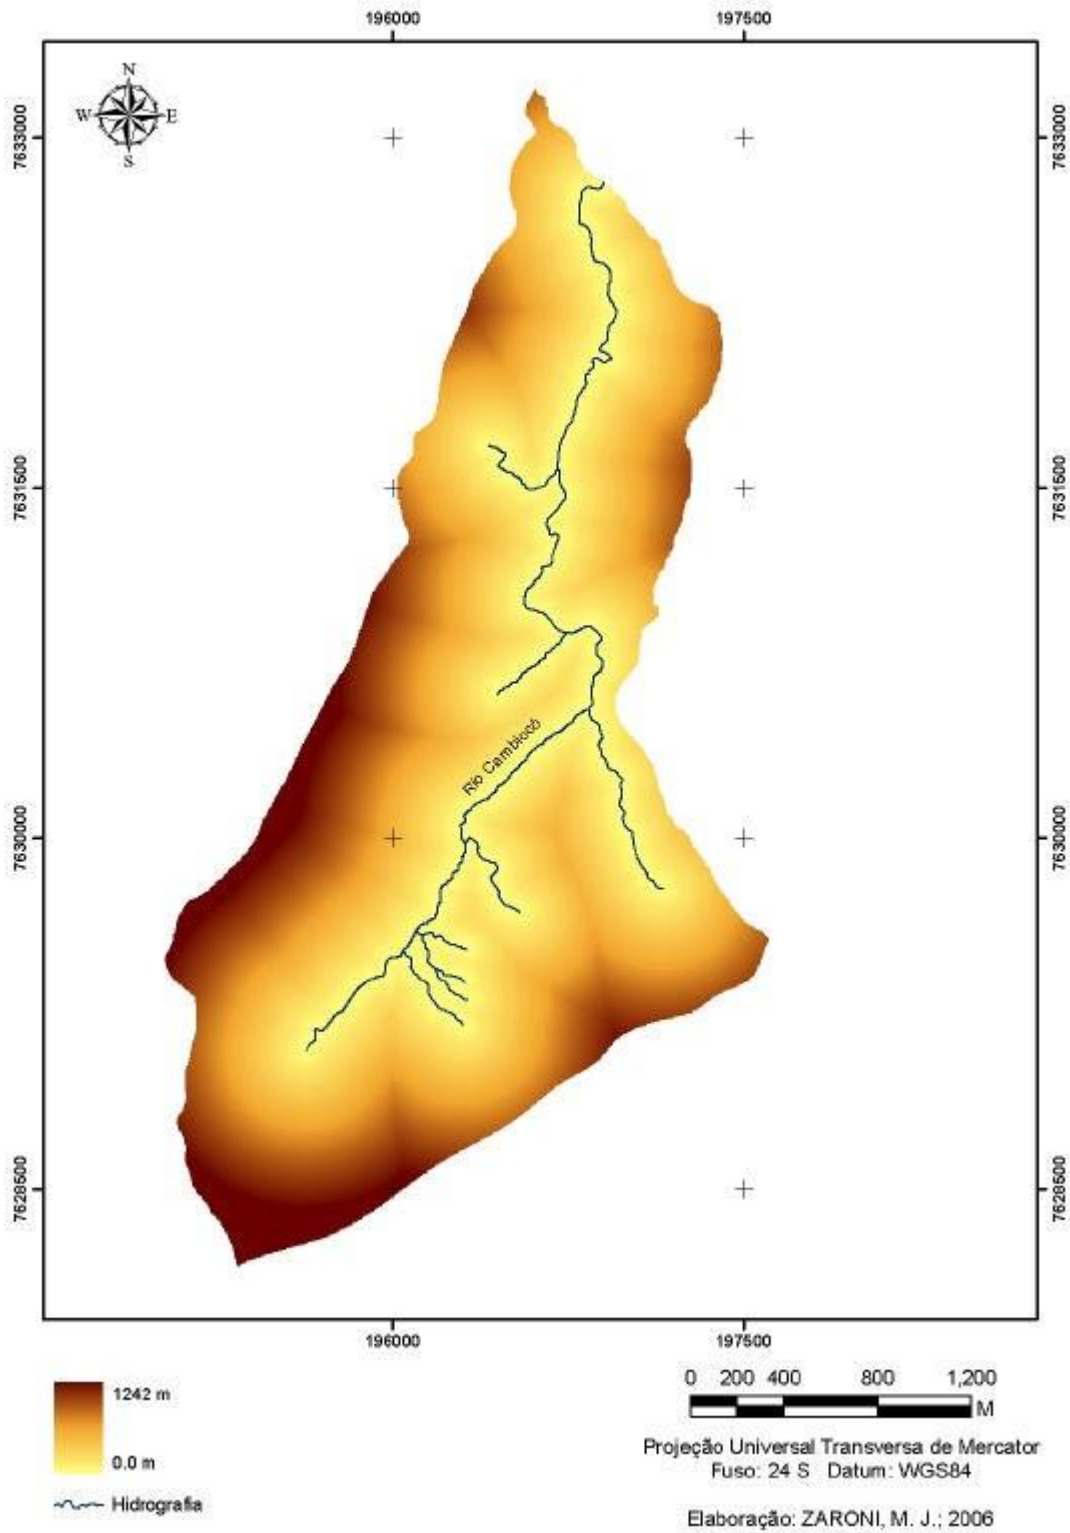 196000 197500
N
W E
S
7633000 7633000
7631500 7631500
Rio Cambiocó
7630000 7630000
7628500 7628500
196000 197500
1242 m
0.0 m
Hidrografia
0 200 400 800 1,200
M
Projeção Universal Transversa de Mercator
Fuso: 24 S Datum: WGS84
Elaboração: ZARONI, M. J.; 2006